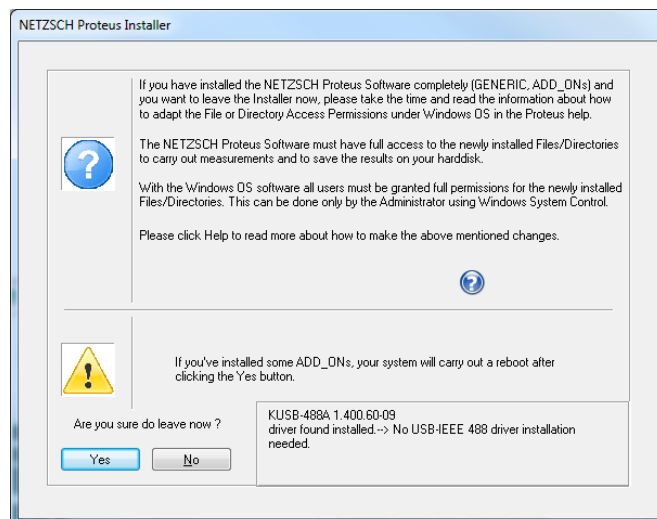 NETZSCH Proteus Installer
If you have installed the NETZSCH Proteus Software completely (GENERIC, ADD_ONs) and
you want to leave the Installer now, please take the time and read the information about how
to adapt the File or Directory Access Permissions under Windows OS in the Proteus help.
The NETZSCH Proteus Software must have full access to the newly installed Files/Directories
to carry out measurements and to save the results on your harddisk.
With the Windows OS software all users must be granted full permissions for the newly installed
Files/Directories. This can be done only by the Administrator using Windows System Control.
Please click Help to read more about how to make the above mentioned changes.
If you've installed some ADD_ONs, your system will carry out a reboot after
clicking the Yes button.
Are you sure do leave now ?
Yes
No
KUSB-488A 1.400.60-09
driver found installed.--> No USB-IEEE 488 driver installation
needed.